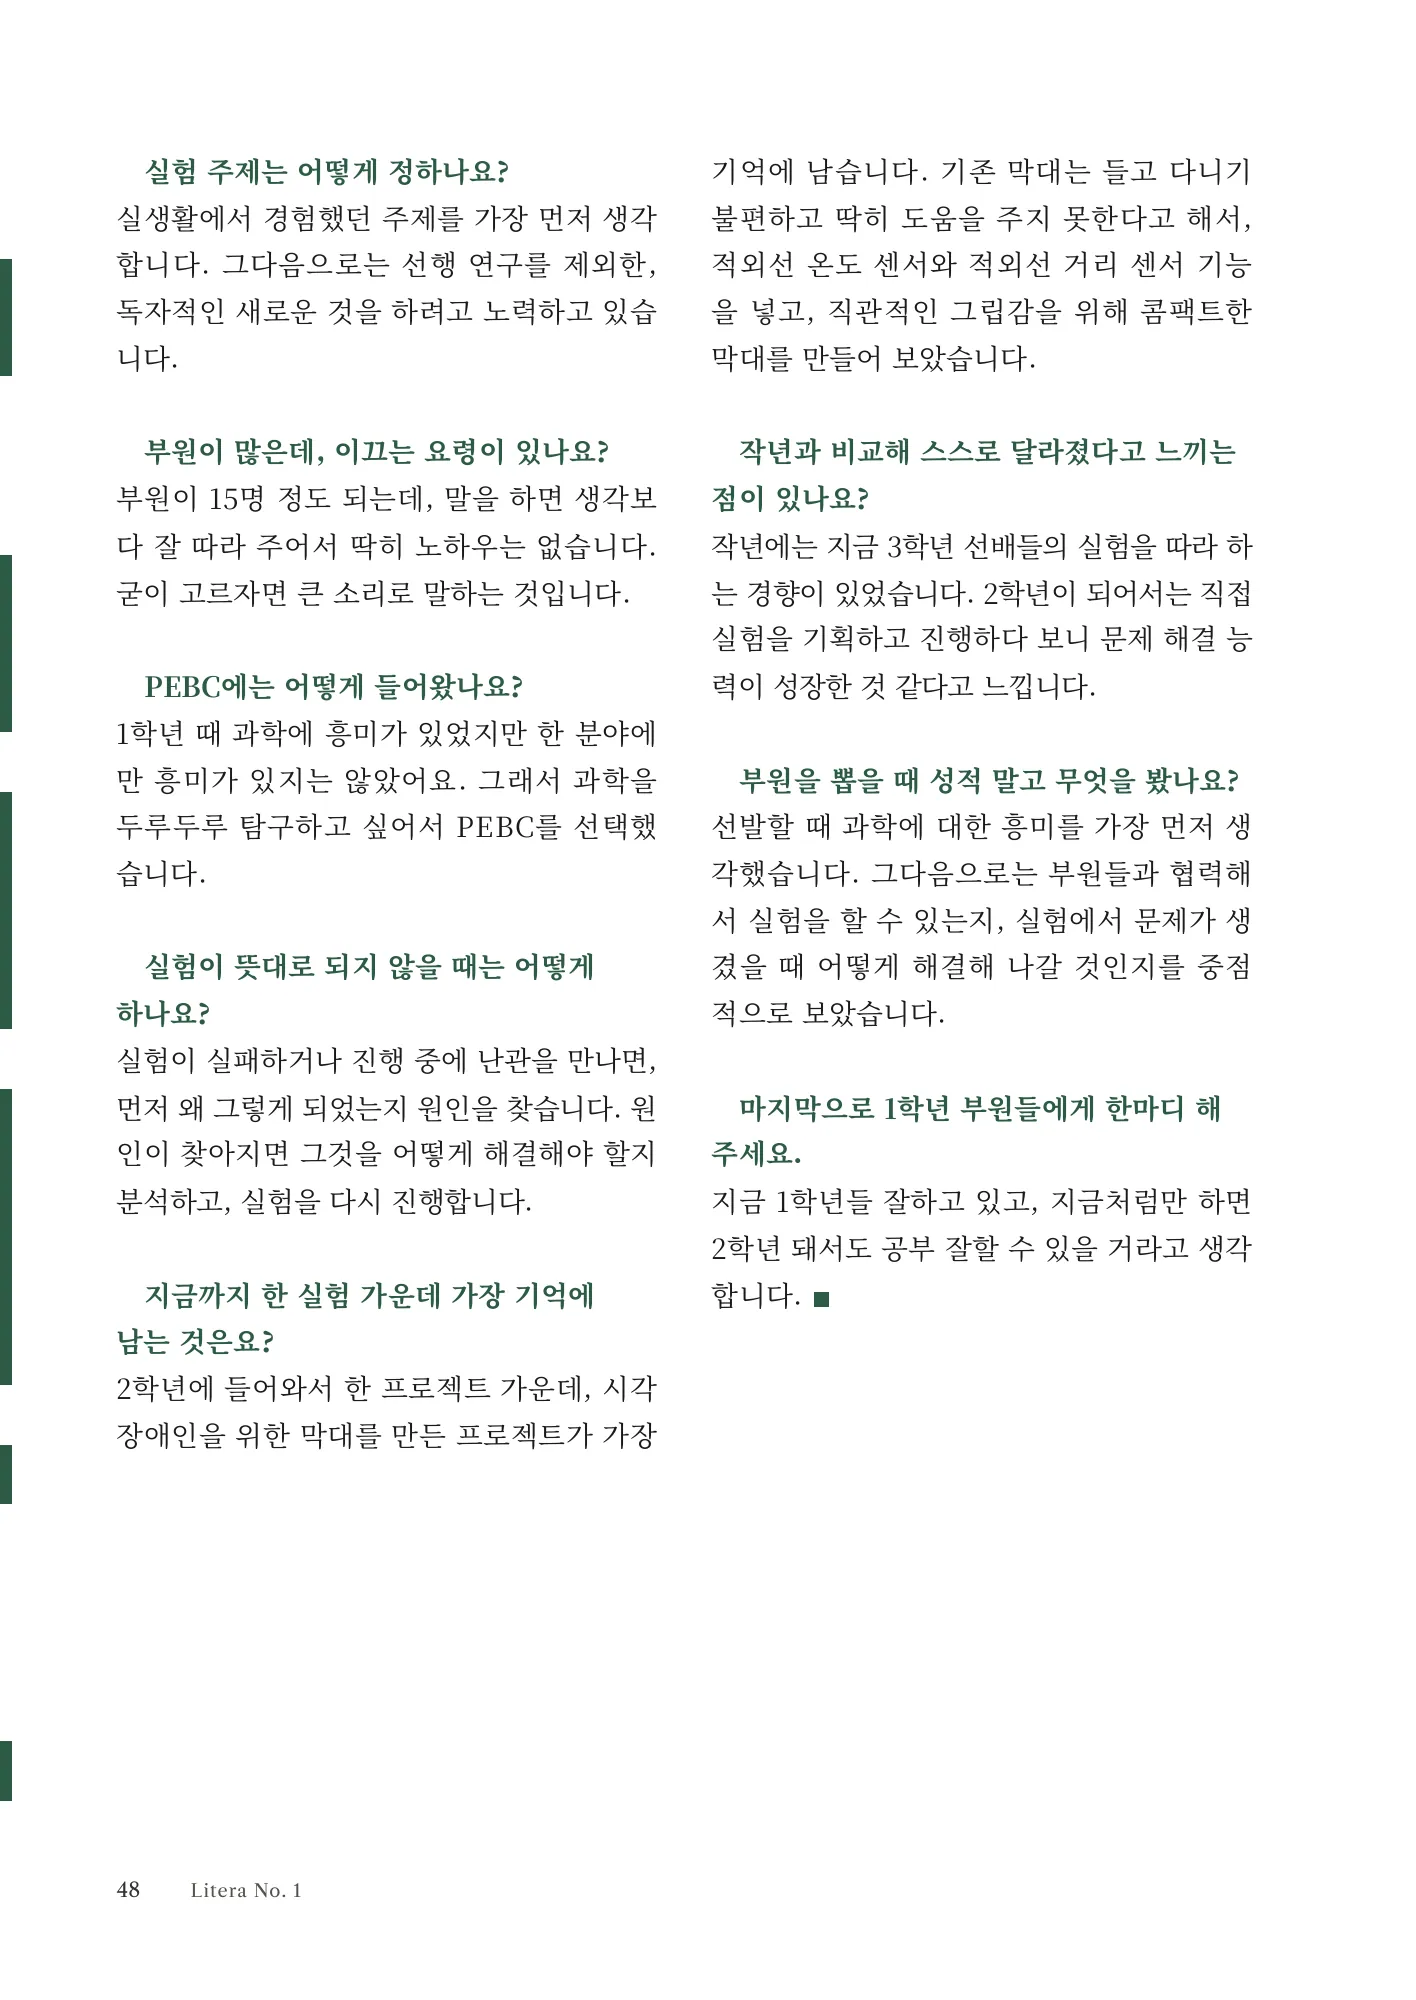 실험 주제는 어떻게 정하나요?
실생활에서 경험했던 주제를 가장 먼저 생각
합니다. 그다음으로는 선행 연구를 제외한,
독자적인 새로운 것을 하려고 노력하고 있습
니다.
부원이 많은데, 이끄는 요령이 있나요?
부원이 15명 정도 되는데, 말을 하면 생각보
다 잘 따라 주어서 딱히 노하우는 없습니다.
굳이 고르자면 큰 소리로 말하는 것입니다.
PEBC에는 어떻게 들어왔나요?
1학년 때 과학에 흥미가 있었지만 한 분야에
만 흥미가 있지는 않았어요. 그래서 과학을
두루두루 탐구하고 싶어서 PEBC를 선택했
습니다.
실험이 뜻대로 되지 않을 때는 어떻게
하나요?
실험이 실패하거나 진행 중에 난관을 만나면,
먼저 왜 그렇게 되었는지 원인을 찾습니다. 원
인이 찾아지면 그것을 어떻게 해결해야 할지
분석하고, 실험을 다시 진행합니다.
지금까지 한 실험 가운데 가장 기억에
남는 것은요?
2학년에 들어와서 한 프로젝트 가운데, 시각
장애인을 위한 막대를 만든 프로젝트가 가장
기억에 남습니다. 기존 막대는 들고 다니기
불편하고 딱히 도움을 주지 못한다고 해서,
적외선 온도 센서와 적외선 거리 센서 기능
을 넣고, 직관적인 그립감을 위해 콤팩트한
막대를 만들어 보았습니다.
작년과 비교해 스스로 달라졌다고 느끼는
점이 있나요?
작년에는 지금 3학년 선배들의 실험을 따라 하
는 경향이 있었습니다. 2학년이 되어서는 직접
실험을 기획하고 진행하다 보니 문제 해결 능
력이 성장한 것 같다고 느낍니다.
부원을 뽑을 때 성적 말고 무엇을 봤나요?
선발할 때 과학에 대한 흥미를 가장 먼저 생
각했습니다. 그다음으로는 부원들과 협력해
서 실험을 할 수 있는지, 실험에서 문제가 생
겼을 때 어떻게 해결해 나갈 것인지를 중점
적으로 보았습니다.
마지막으로 1학년 부원들에게 한마디 해
주세요.
지금 1학년들 잘하고 있고, 지금처럼만 하면
2학년 돼서도 공부 잘할 수 있을 거라고 생각
합니다. ■
48 Litera No. 1